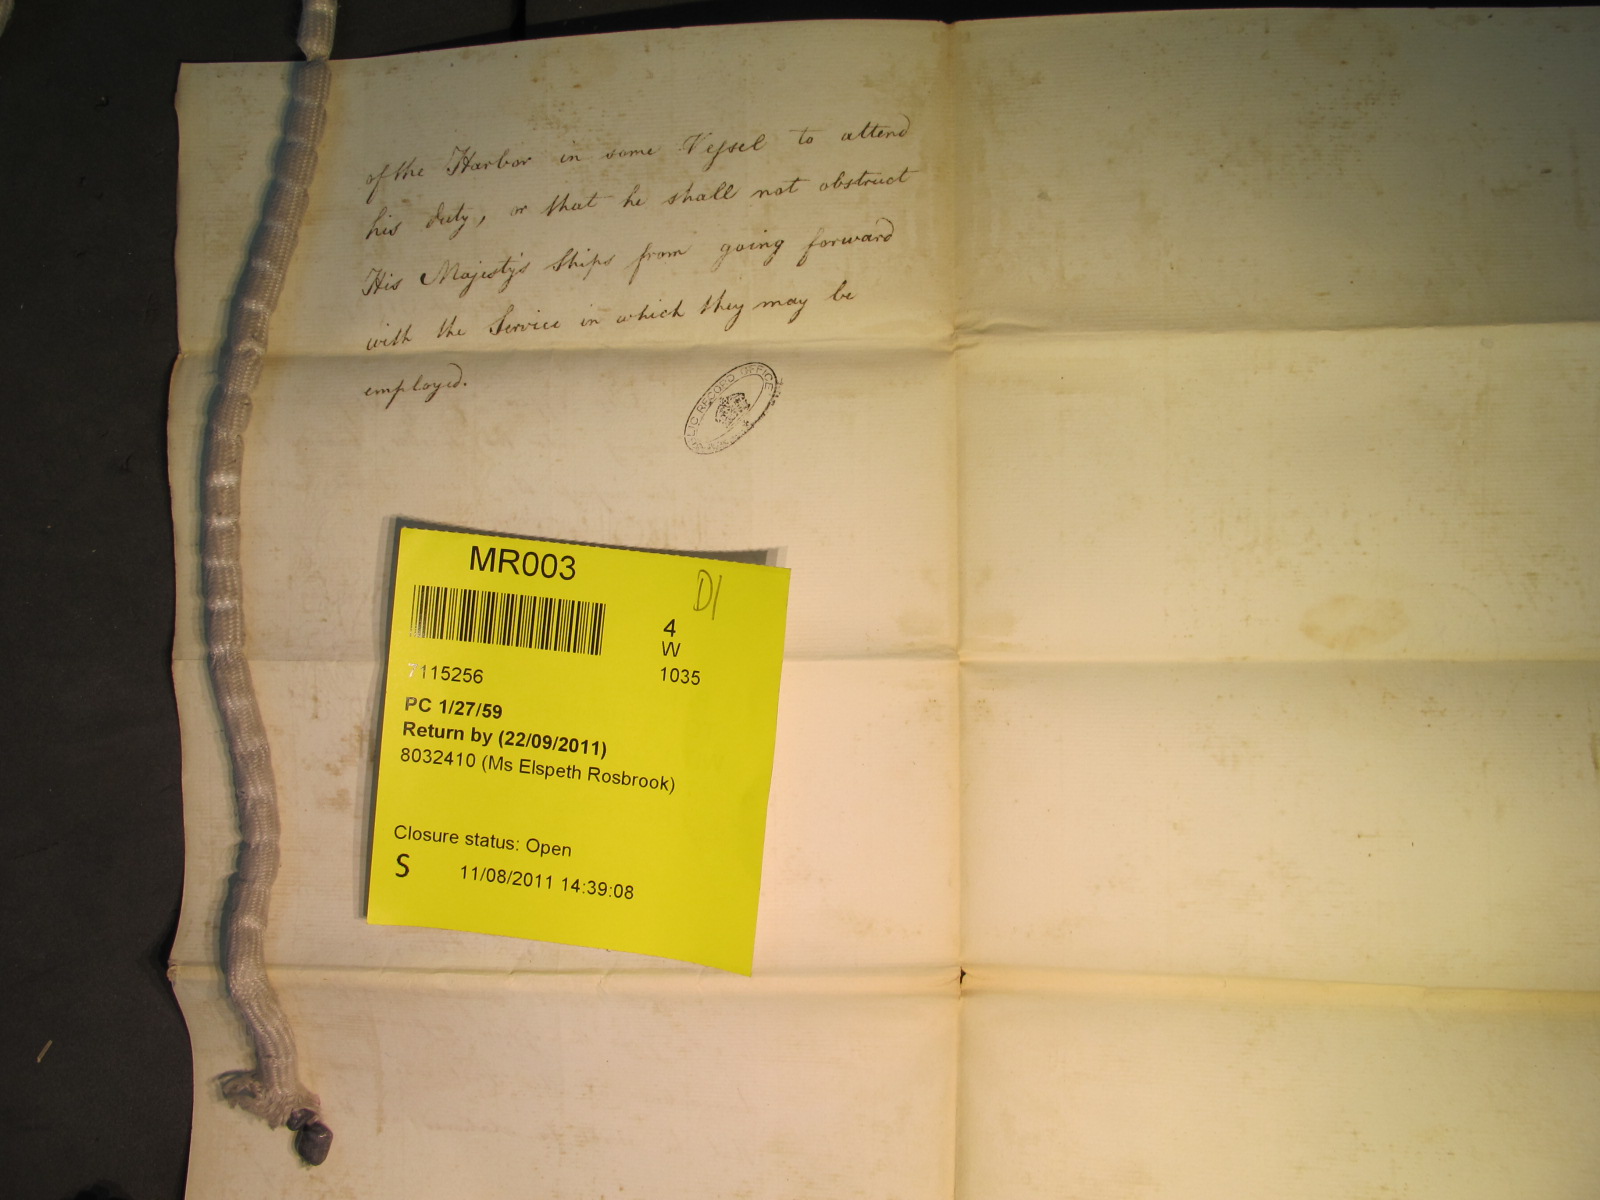 of the Harbor in some Vessel to attend
his duty, or that he shall not obstruct
His Majesty's Ships from going forward
with the Service in which they may be
employed.
PUBLIC RECORD OFFICE
MR003
D1
4
W
7115256
1035
PC 1/27/59
Return by (22/09/2011)
8032410 (Ms Elspeth Rosbrook)
Closure status: Open
S 11/08/2011 14:39:08